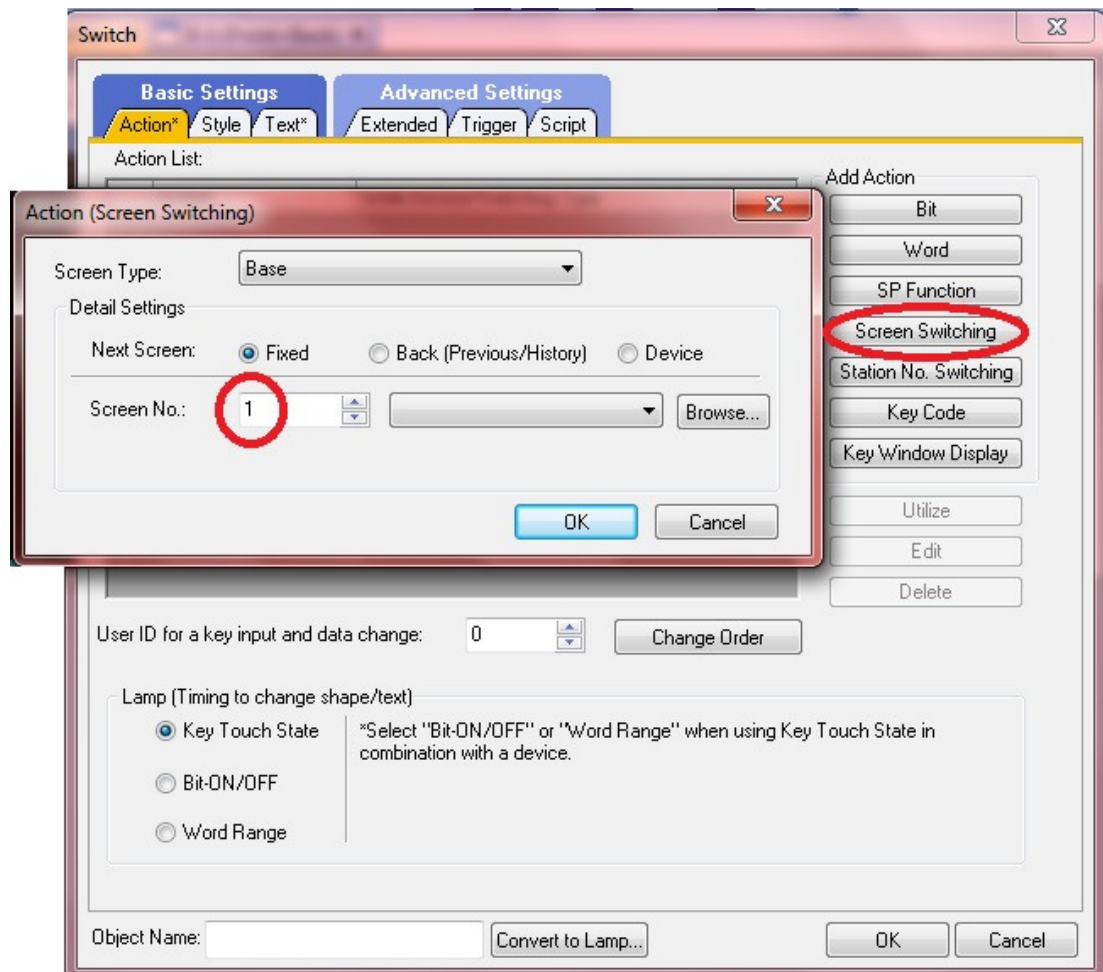 Switch
Basic Settings
Advanced Settings
Action*
Style
Text*
Extended
Trigger
Script
Action List:
Add Action
Bit
Word
SP Function
Screen Switching
Station No. Switching
Key Code
Key Window Display
Utilize
Edit
Delete
Action (Screen Switching)
Screen Type:
Base
Detail Settings
Next Screen:
Fixed
Back (Previous/History)
Device
Screen No.:
1
Browse...
OK
Cancel
User ID for a key input and data change:
0
Change Order
Lamp (Timing to change shape/text)
Key Touch State
Bit-ON/OFF
Word Range
*Select "Bit-ON/OFF" or "Word Range" when using Key Touch State in
combination with a device.
Object Name:
Convert to Lamp...
OK
Cancel